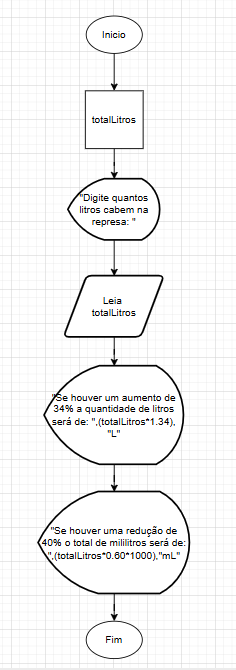 Inicio
totalLitros
"Digite quantos
litros cabem na
represa: "
Leia
totalLitros
"Se houver um aumento de
34% a quantidade de litros
será de: ",(totalLitros*1.34),
"L"
"Se houver uma redução de
40% o total de mililitros será de:
",(totalLitros*0.60*1000),"mL"
Fim